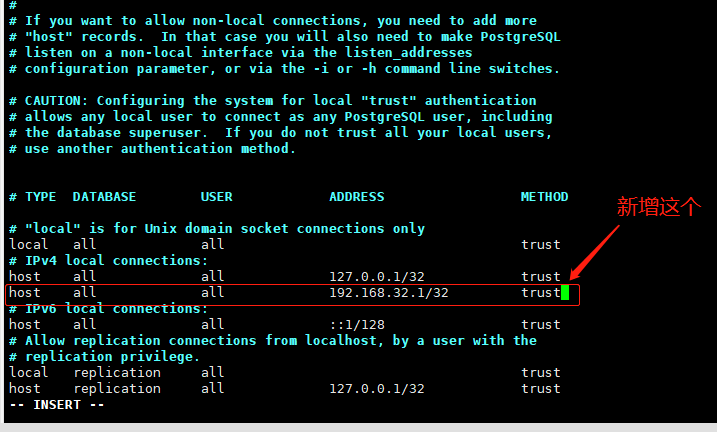 #
# If you want to allow non-local connections, you need to add more
# "host" records.  In that case you will also need to make PostgreSQL
# listen on a non-local interface via the listen_addresses
# configuration parameter, or via the -i or -h command line switches.
# CAUTION: Configuring the system for local "trust" authentication
# allows any local user to connect as any PostgreSQL user, including
# the database superuser.  If you do not trust all your local users,
# use another authentication method.
# TYPE  DATABASE        USER            ADDRESS                 METHOD
新增这个
# "local" is for Unix domain socket connections only
local   all             all                                     trust
# IPv4 local connections:
host    all             all             127.0.0.1/32            trust
host    all             all             192.168.32.1/32         trust
# IPv6 local connections:
host    all             all             ::1/128                 trust
# Allow replication connections from localhost, by a user with the
# replication privilege.
local   replication     all                                     trust
host    replication     all             127.0.0.1/32            trust
-- INSERT --